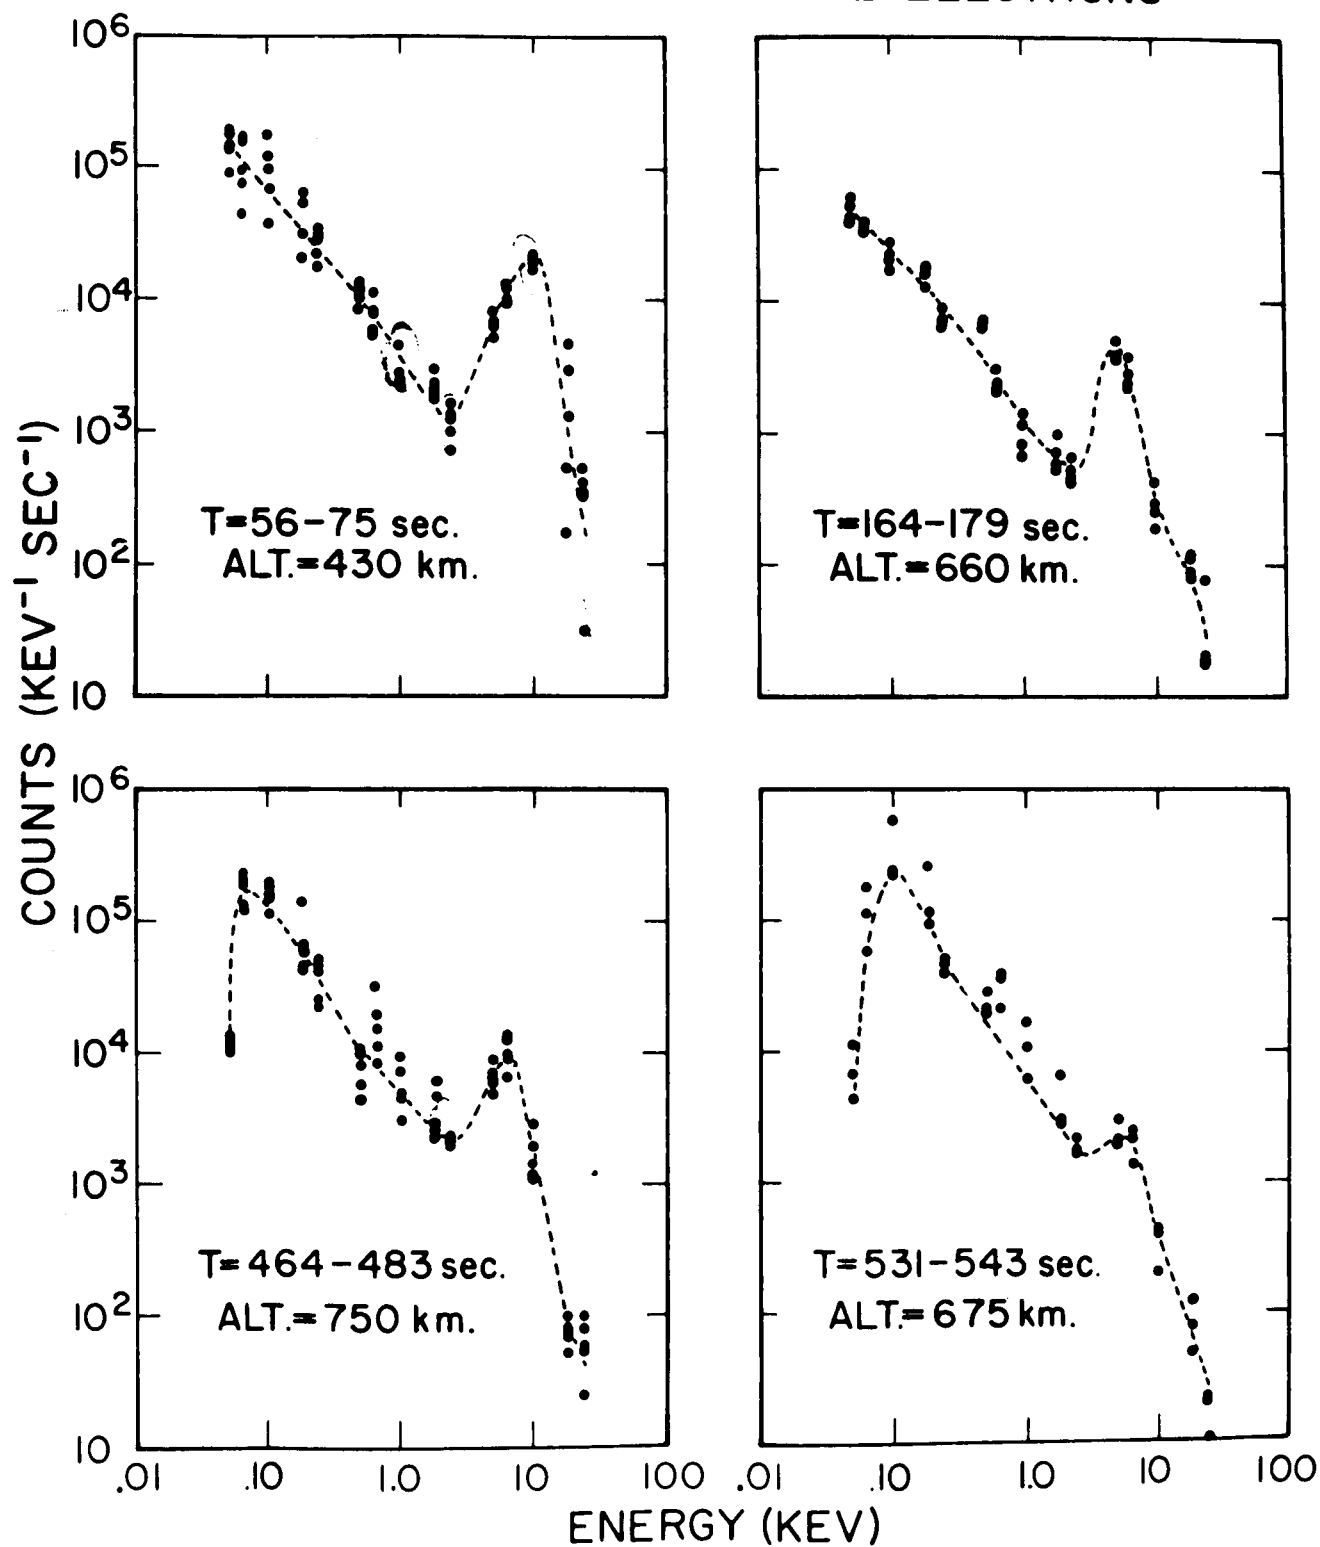 10⁶
10⁵
10⁴
10³
10²
10
T=56-75 sec.
ALT.=430 km.
T=164-179 sec.
ALT.=660 km.
COUNTS (KEV⁻¹ SEC⁻¹)
10⁶
10⁵
10⁴
10³
10²
10
T=464-483 sec.
ALT.=750 km.
T=531-543 sec.
ALT.=675 km.
.01 .10 1.0 10 100 .01 .10 1.0 10 100
ENERGY (KEV)